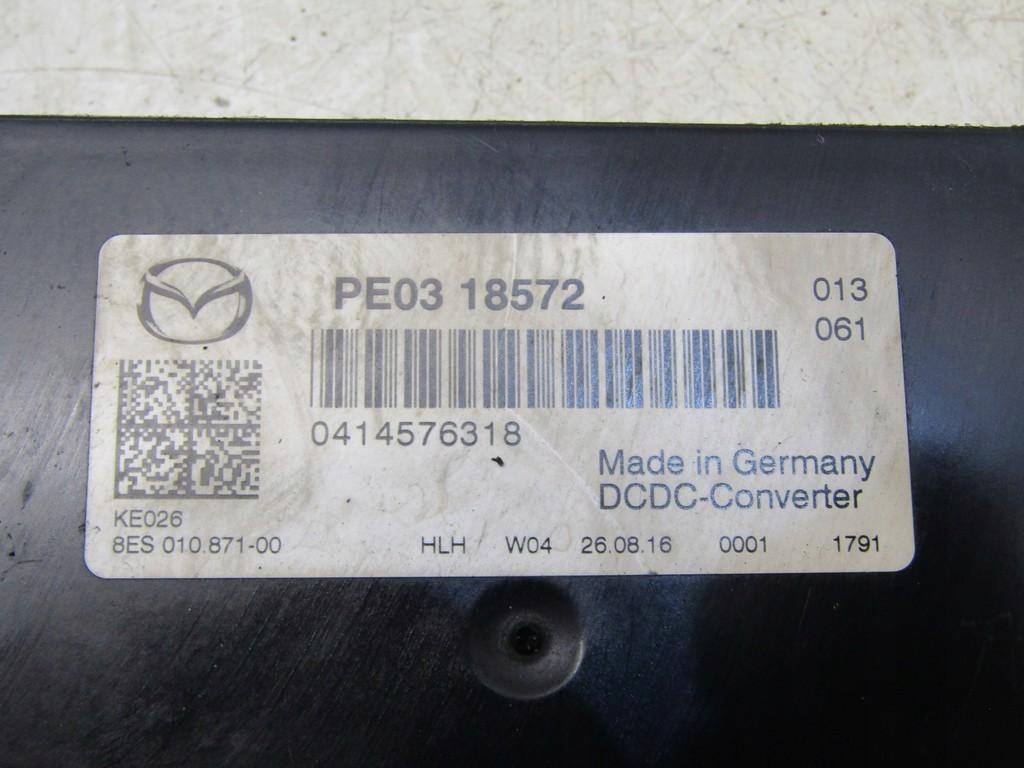 PE03 18572
013
061
0414576318
Made in Germany
DCDC-Converter
KE026
8ES 010.871-00 HLH W04 26.08.16 0001 1791